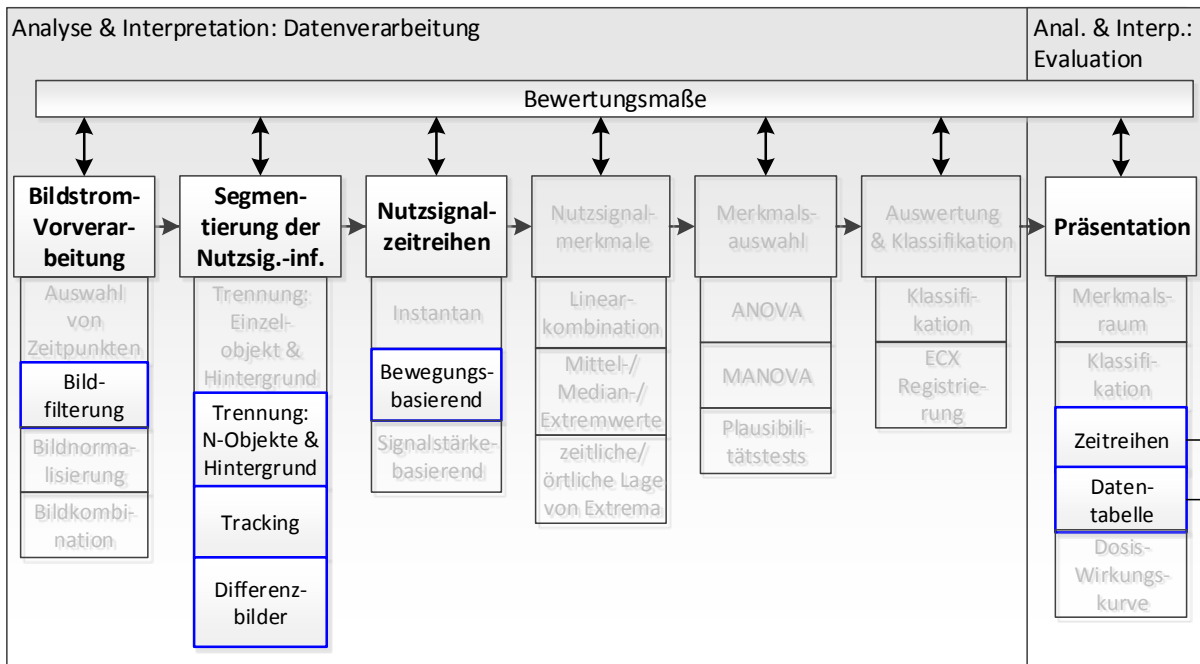 Analyse & Interpretation: Datenverarbeitung
Anal. & Interp.:
Evaluation
Bewertungsmaße
Bildstrom-
Vorverar-
beitung
Auswahl
von
Zeitpunkten
Bild-
filterung
Bildnorma-
lisierung
Bildkombi-
nation
Segmen-
tierung der
Nutzsig.-inf.
Trennung:
Einzel-
objekt &
Hintergrund
Trennung:
N-Objekte &
Hintergrund
Tracking
Differenz-
bilder
Nutzsignal-
zeitreihen
Instantan
Bewegungs-
basierend
Signalstärke-
basierend
Nutzsignal-
merkmale
Linear-
kombination
Mittel-/
Median-/
Extremwerte
zeitliche/
örtliche Lage
von Extrema
Merkmals-
auswahl
ANOVA
MANOVA
Plausibili-
tätstests
Auswertung
& Klassifikation
Klassifi-
kation
ECX
Registrie-
rung
Präsentation
Merkmals-
raum
Klassifi-
kation
Zeitreihen
Daten-
tabelle
Dosis-
Wirkungs-
kurve